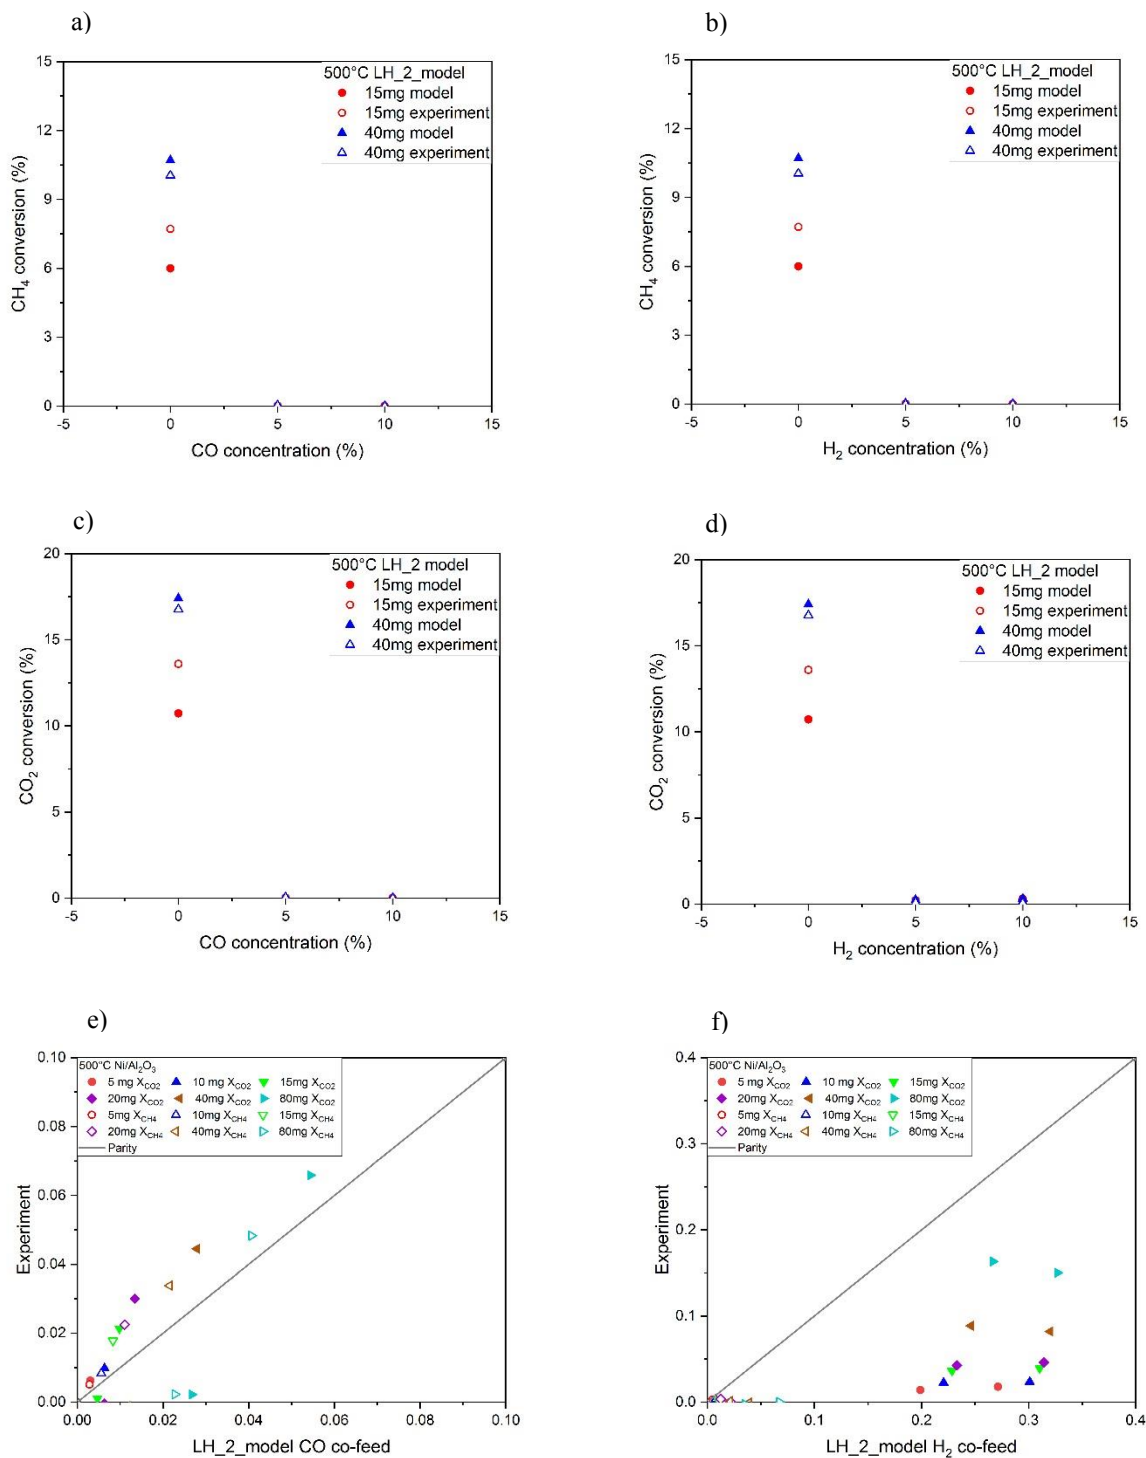 a)
15
12
9
6
3
0
-5
0
5
10
15
CH4 conversion (%)
CO concentration (%)
500°C LH_2_model
15mg model
15mg experiment
40mg model
40mg experiment
b)
15
12
9
6
3
0
-5
0
5
10
15
CH4 conversion (%)
H2 concentration (%)
500°C LH_2_model
15mg model
15mg experiment
40mg model
40mg experiment
c)
20
15
10
5
0
-5
0
5
10
15
CO2 conversion (%)
CO concentration (%)
500°C LH_2 model
15mg model
15mg experiment
40mg model
40mg experiment
d)
20
15
10
5
0
-5
0
5
10
15
CO2 conversion (%)
H2 concentration (%)
500°C LH_2 model
15mg model
15mg experiment
40mg model
40mg experiment
e)
0.10
0.08
0.06
0.04
0.02
0.00
0.00
0.02
0.04
0.06
0.08
0.10
Experiment
LH_2_model CO co-feed
500°C Ni/Al2O3
5 mg XCO2 10 mg XCO2 15mg XCO2
20mg XCO2 40mg XCO2 80mg XCO2
5mg XCH4 10mg XCH4 15mg XCH4
20mg XCH4 40mg XCH4 80mg XCH4
Parity
f)
0.4
0.3
0.2
0.1
0.0
0.0
0.1
0.2
0.3
0.4
Experiment
LH_2_model H2 co-feed
500°C Ni/Al2O3
5 mg XCO2 10 mg XCO2 15mg XCO2
20mg XCO2 40mg XCO2 80mg XCO2
5mg XCH4 10mg XCH4 15mg XCH4
20mg XCH4 40mg XCH4 80mg XCH4
Parity